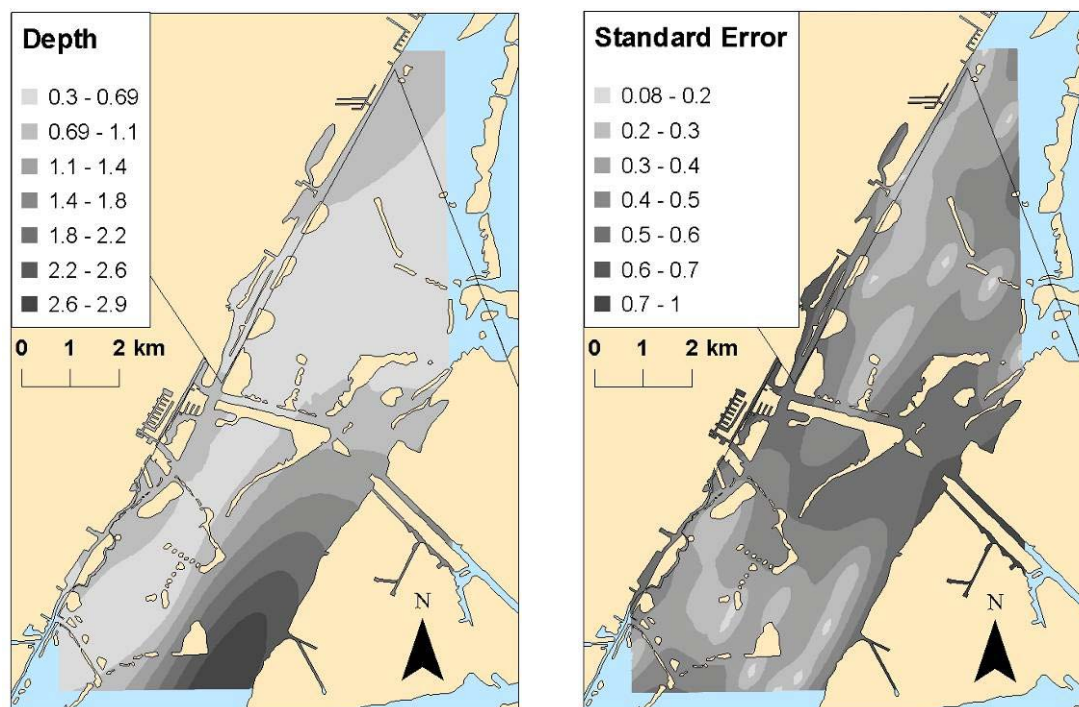 Depth
0.3 - 0.69
0.69 - 1.1
1.1 - 1.4
1.4 - 1.8
1.8 - 2.2
2.2 - 2.6
2.6 - 2.9
0 1 2 km
N
Standard Error
0.08 - 0.2
0.2 - 0.3
0.3 - 0.4
0.4 - 0.5
0.5 - 0.6
0.6 - 0.7
0.7 - 1
0 1 2 km
N